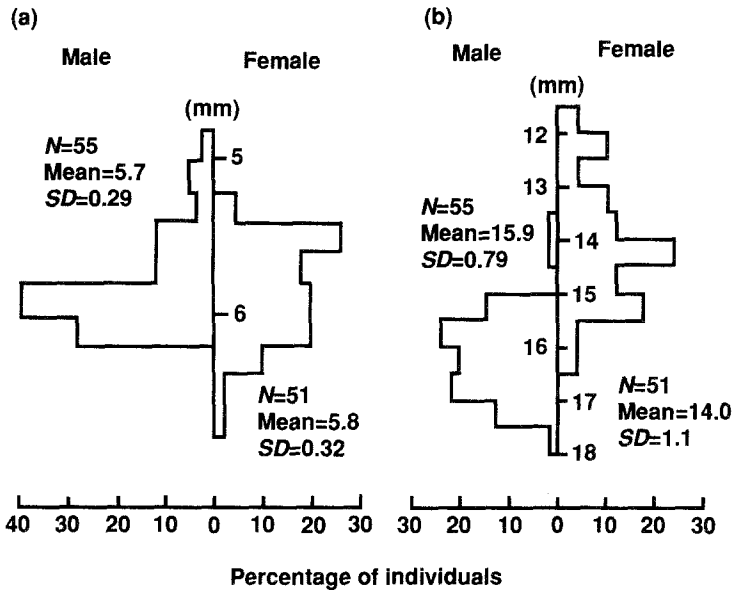 (a)
Male
Female
(mm)
N=55
Mean=5.7
SD=0.29
5
6
N=51
Mean=5.8
SD=0.32
40 30 20 10 0 10 20 30
(b)
Male
Female
(mm)
12
13
N=55
Mean=15.9
SD=0.79
14
15
16
17
18
N=51
Mean=14.0
SD=1.1
30 20 10 0 10 20 30
Percentage of individuals